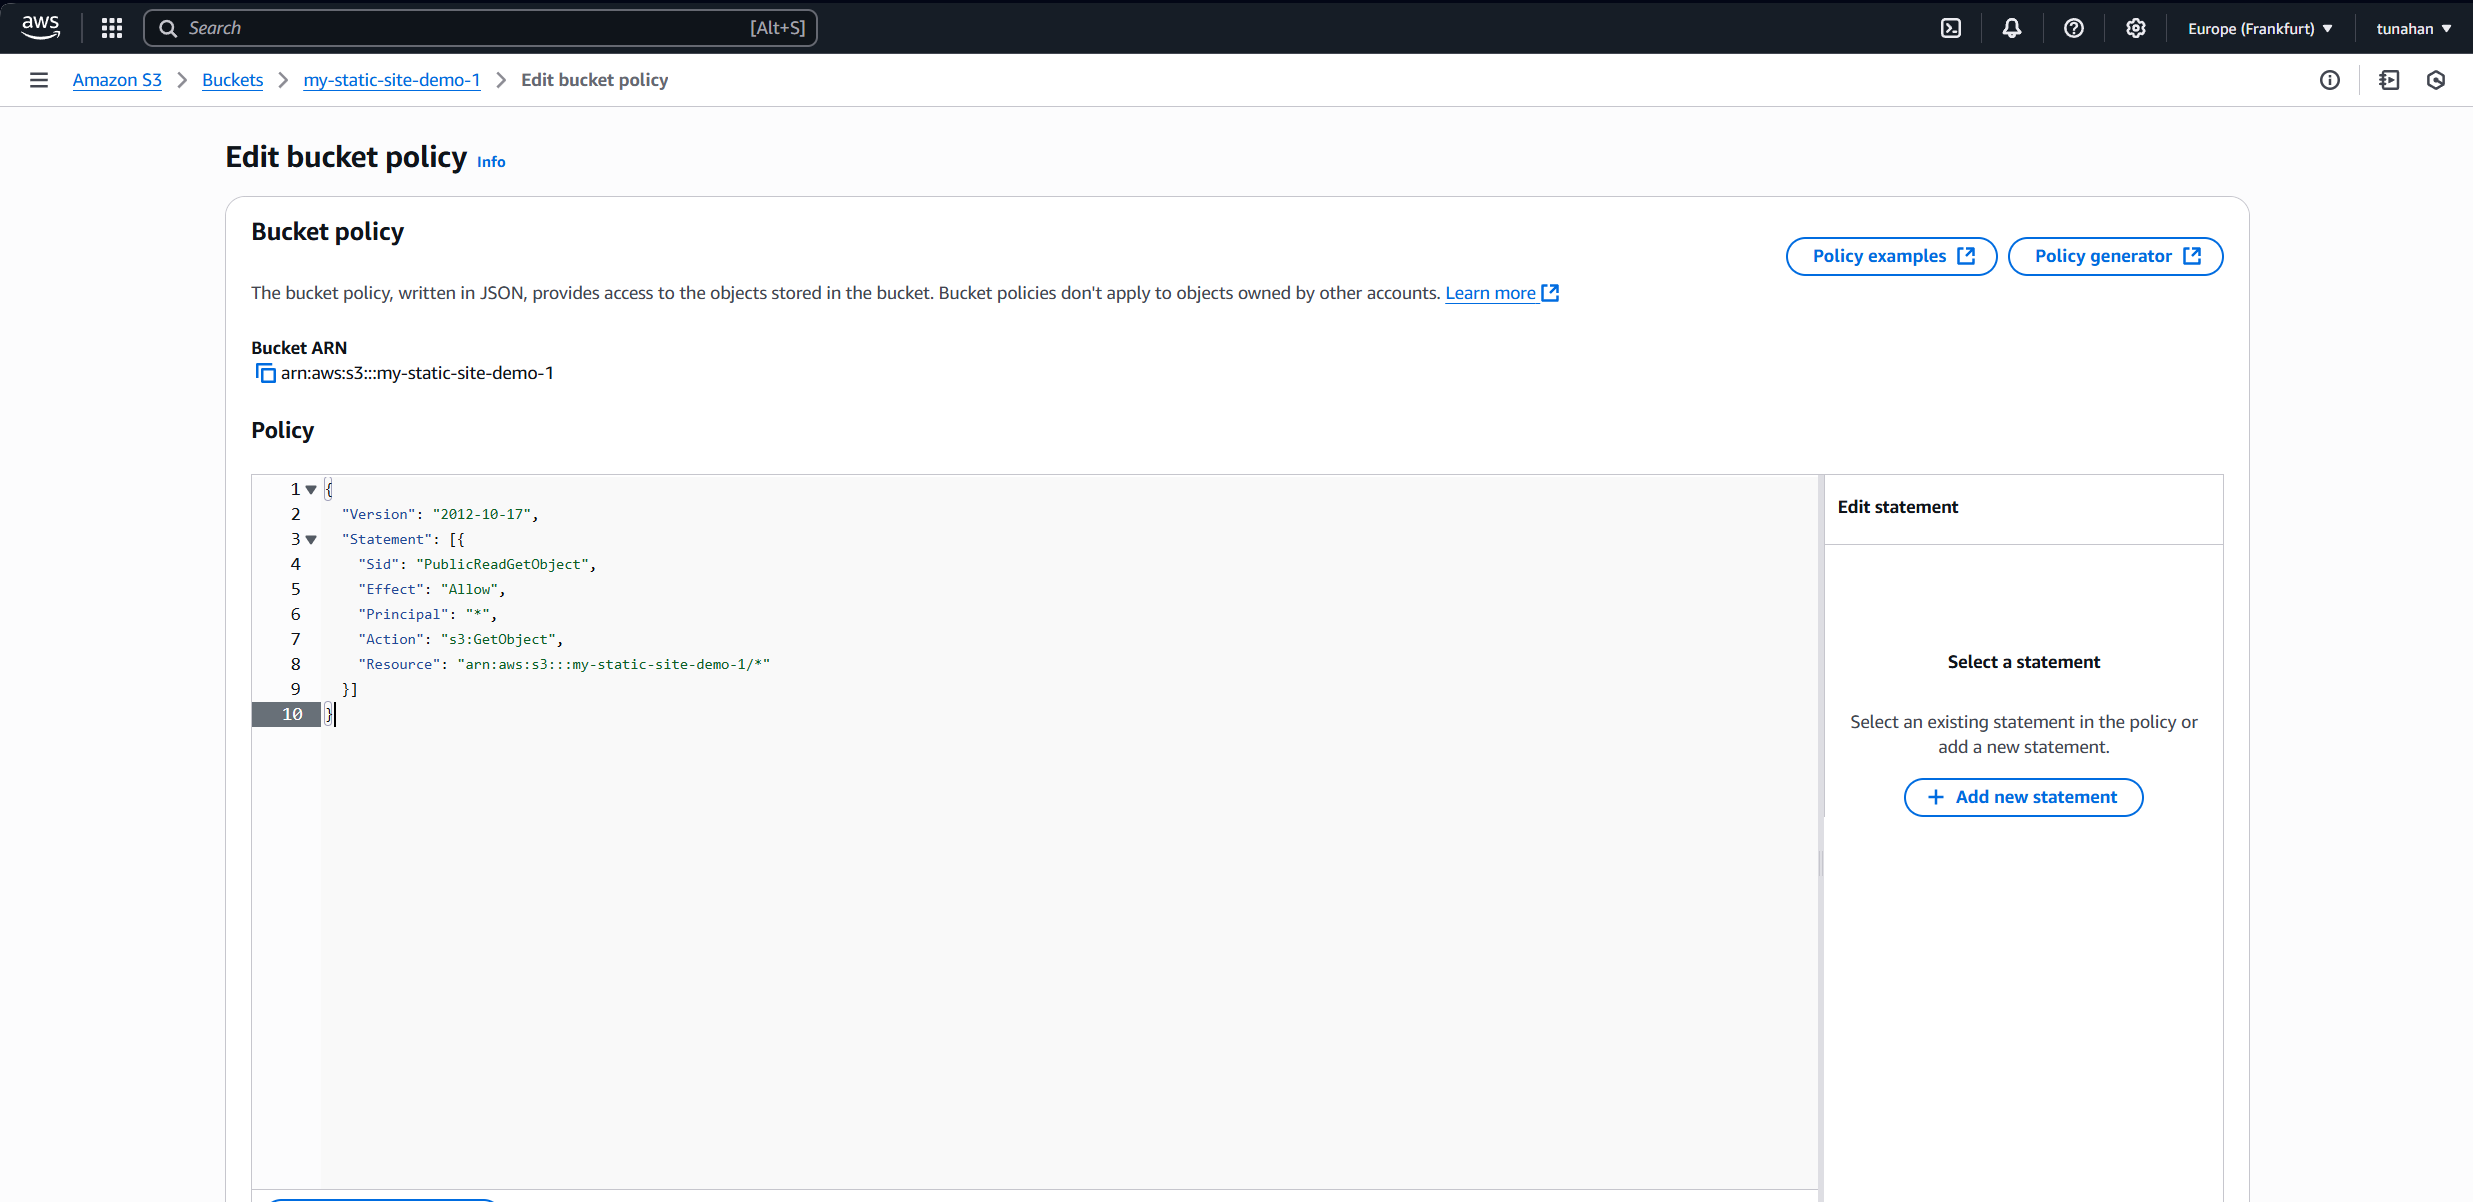 aws
Search [Alt+S]
Europe (Frankfurt) tunahan
Amazon S3 Buckets my-static-site-demo-1 Edit bucket policy
Edit bucket policy Info
Bucket policy
Policy examples
Policy generator
The bucket policy, written in JSON, provides access to the objects stored in the bucket. Bucket policies don't apply to objects owned by other accounts. Learn more
Bucket ARN
arn:aws:s3:::my-static-site-demo-1
Policy
1 {
2 "Version": "2012-10-17",
3 "Statement": [{
4 "Sid": "PublicReadGetObject",
5 "Effect": "Allow",
6 "Principal": "*",
7 "Action": "s3:GetObject",
8 "Resource": "arn:aws:s3:::my-static-site-demo-1/*"
9 }]
10 }
Edit statement
Select a statement
Select an existing statement in the policy or
add a new statement.
+ Add new statement